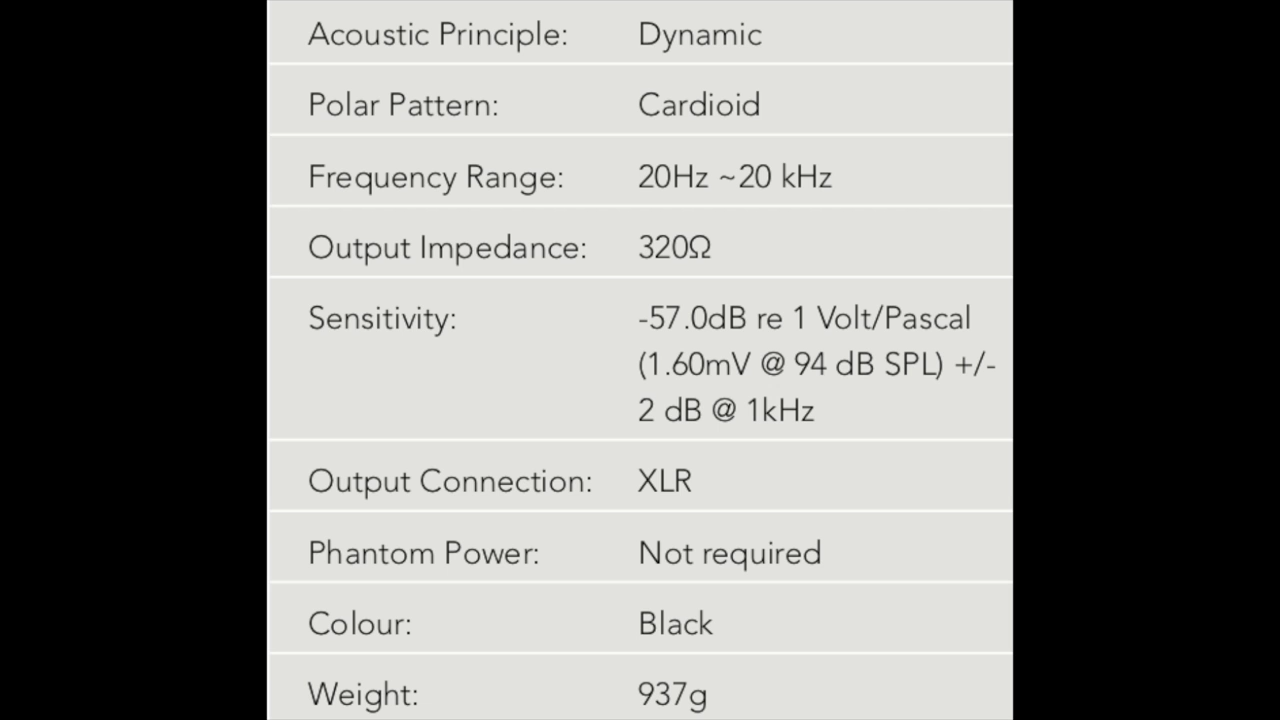 Acoustic Principle: Dynamic
Polar Pattern: Cardioid
Frequency Range: 20Hz ~20 kHz
Output Impedance: 320Ω
Sensitivity: -57.0dB re 1 Volt/Pascal
(1.60mV @ 94 dB SPL) +/-
2 dB @ 1kHz
Output Connection: XLR
Phantom Power: Not required
Colour: Black
Weight: 937g